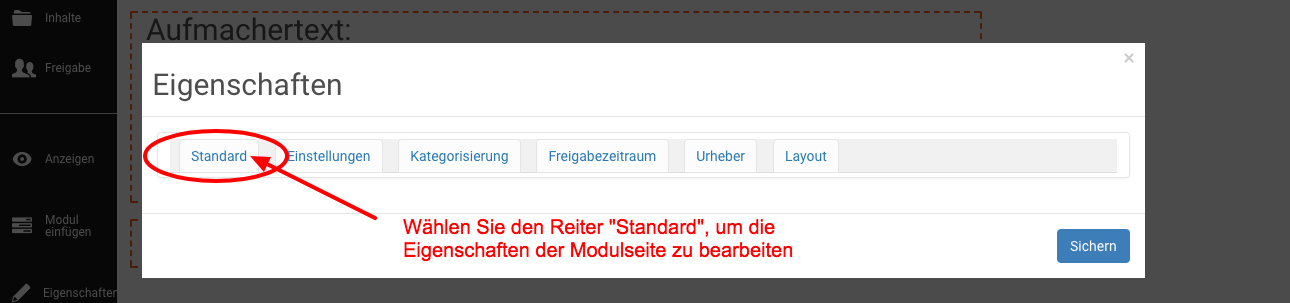 Inhalte
Freigabe
Anzeigen
Modul
einfügen
Eigenschaften
Aufmachertext:
×
Eigenschaften
Standard Einstellungen Kategorisierung Freigabezeitraum Urheber Layout
Wählen Sie den Reiter "Standard", um die
Eigenschaften der Modulseite zu bearbeiten
Sichern